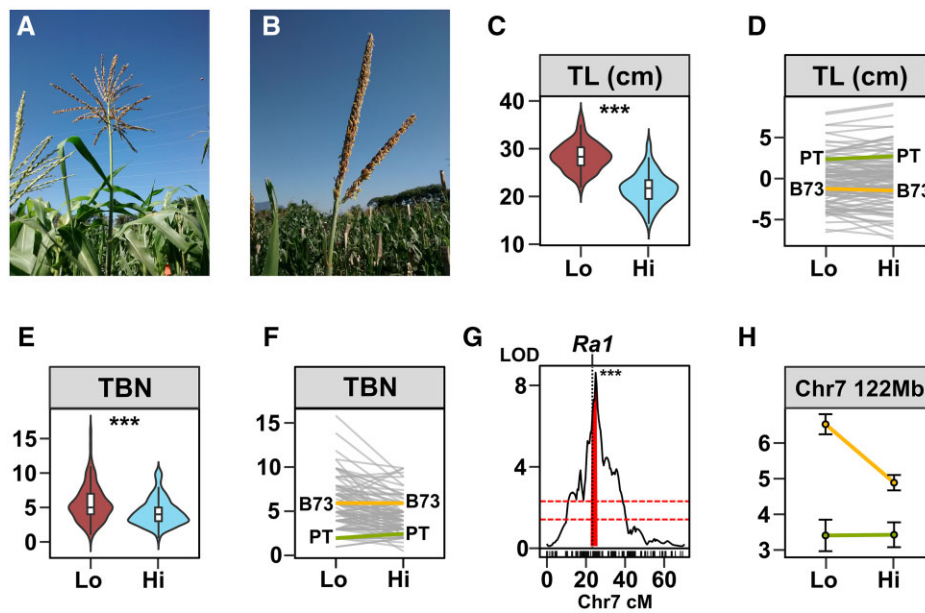 A
B
C
TL (cm)
40
30
20
10
***
Lo
Hi
D
TL (cm)
5
0
-5
PT
B73
PT
B73
Lo
Hi
E
TBN
15
10
5
0
***
Lo
Hi
F
TBN
15
10
5
0
B73
PT
B73
PT
Lo
Hi
G
Ra1
LOD
***
8
4
0
0 20 40 60
Chr7 cM
H
Chr7 122Mb
6
5
4
3
Lo
Hi